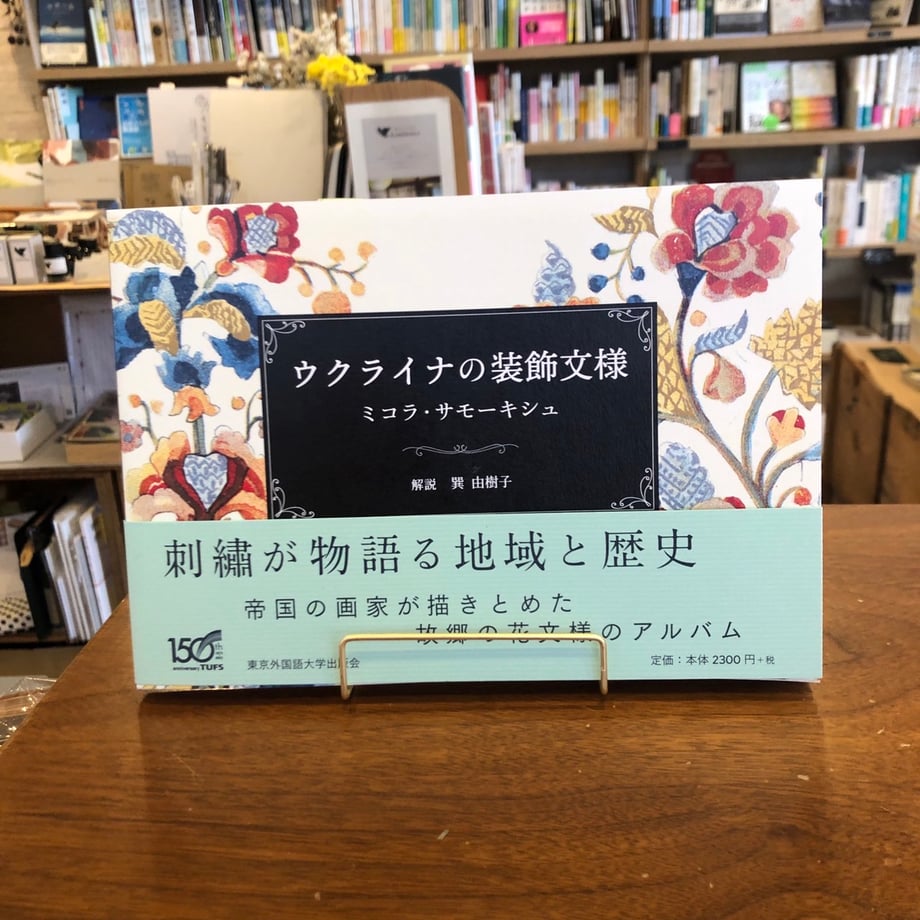 ウクライナの装飾文様
ミコラ・サモーキシュ
解説 巽 由樹子
刺繍が物語る地域と歴史
帝国の画家が描きとめた
故郷の花文様のアルバム
150th
anniversary TUFS
東京外国語大学出版会
定価：本体 2300 円+税